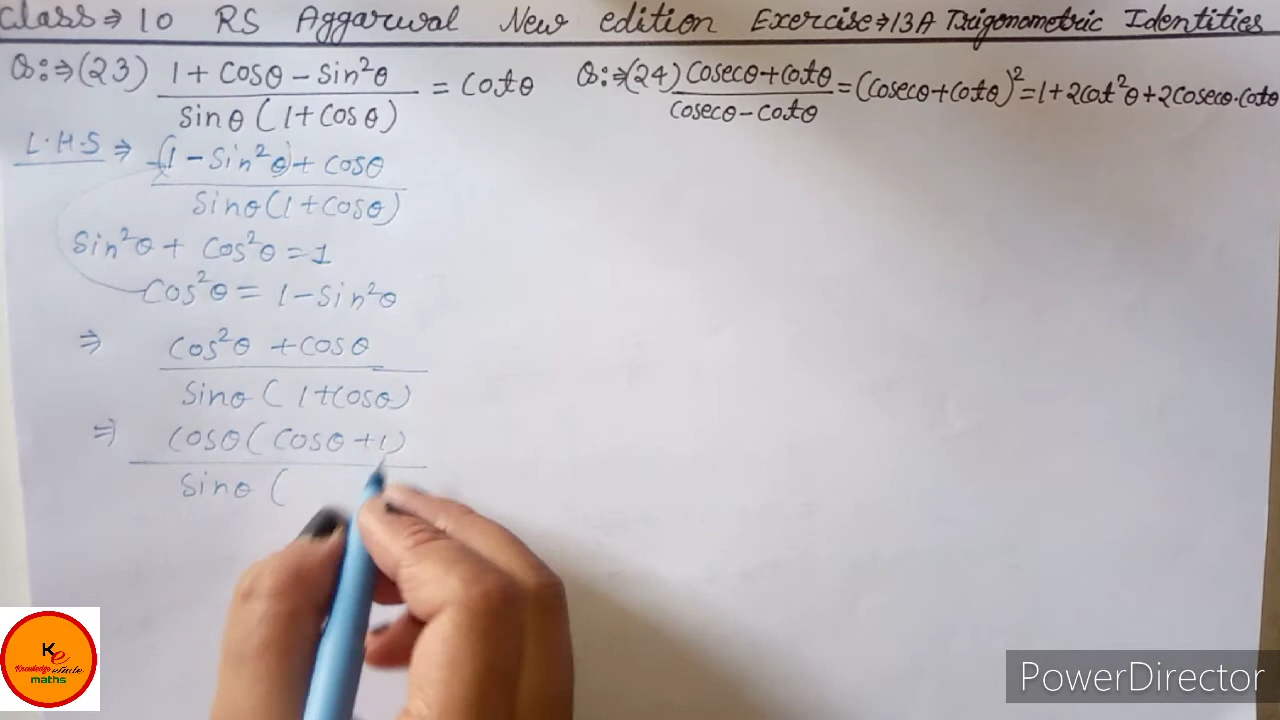 Class⇒ 10 RS Aggarwal New edition Exercise⇒13A Trigonometric Identities
Q:⇒(23) 1 + Cosθ - Sin²θ / Sinθ (1 + Cosθ) = Cotθ
Q:⇒(24) Cosecθ + Cotθ / Cosecθ - Cotθ = (Cosecθ + Cotθ)² = 1 + 2Cot²θ + 2Cosecθ.Cotθ
L.H.S ⇒ (1 - Sin²θ) + Cosθ
Sinθ (1 + Cosθ)
Sin²θ + Cos²θ = 1
Cos²θ = 1 - Sin²θ
⇒ Cos²θ + Cosθ
Sinθ (1 + Cosθ)
⇒ Cosθ (Cosθ + 1)
Sinθ (
Ke
Knowledge
maths
PowerDirector